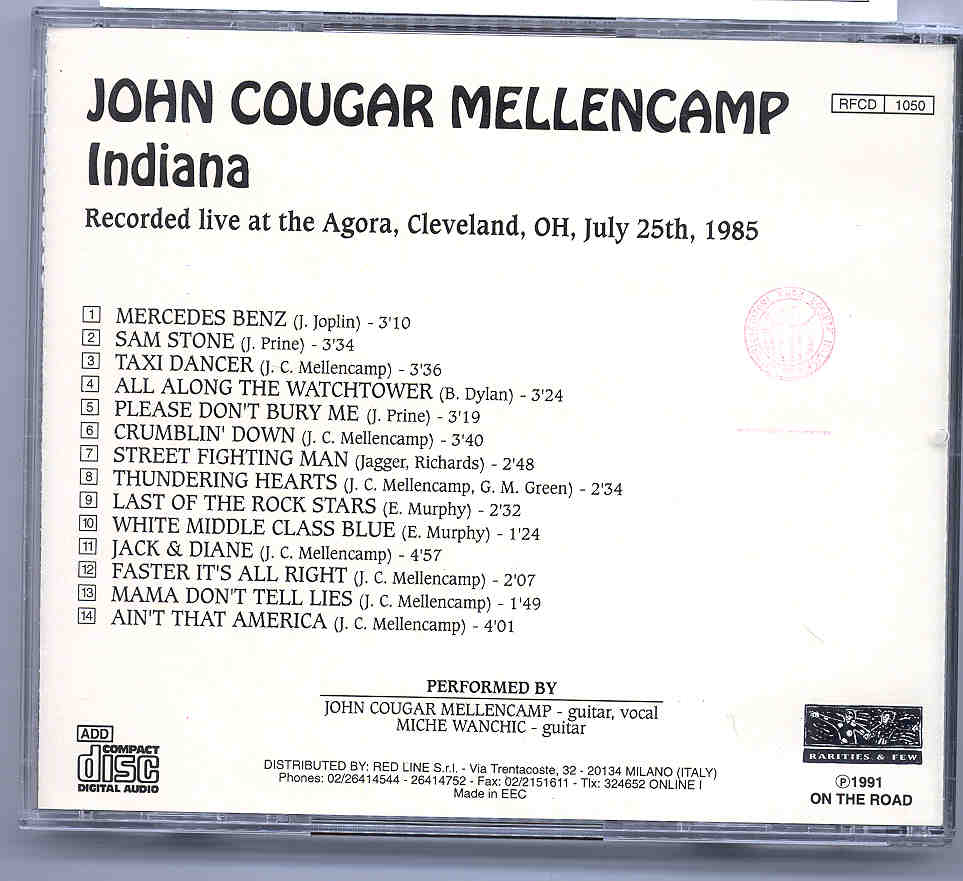 JOHN COUGAR MELLENCAMP
RFCD 1050
Indiana
Recorded live at the Agora, Cleveland, OH, July 25th, 1985
1 MERCEDES BENZ (J. Joplin) - 3'10
2 SAM STONE (J. Prine) - 3'34
3 TAXI DANCER (J. C. Mellencamp) - 3'36
4 ALL ALONG THE WATCHTOWER (B. Dylan) - 3'24
5 PLEASE DON'T BURY ME (J. Prine) - 3'19
6 CRUMBLIN' DOWN (J. C. Mellencamp) - 3'40
7 STREET FIGHTING MAN (Jagger, Richards) - 2'48
8 THUNDERING HEARTS (J. C. Mellencamp, G. M. Green) - 2'34
9 LAST OF THE ROCK STARS (E. Murphy) - 2'32
10 WHITE MIDDLE CLASS BLUE (E. Murphy) - 1'24
11 JACK & DIANE (J. C. Mellencamp) - 4'57
12 FASTER IT'S ALL RIGHT (J. C. Mellencamp) - 2'07
13 MAMA DON'T TELL LIES (J. C. Mellencamp) - 1'49
14 AIN'T THAT AMERICA (J. C. Mellencamp) - 4'01
PERFORMED BY
JOHN COUGAR MELLENCAMP - guitar, vocal
MICHE WANCHIC - guitar
ADD
COMPACT
disc
DIGITAL AUDIO
DISTRIBUTED BY: RED LINE S.r.l. - Via Trentacoste, 32 - 20134 MILANO (ITALY)
Phones: 02/26414544 - 26414752 - Fax: 02/2151611 - Tlx: 324652 ONLINE I
Made in EEC
RARITIES & FEW
℗1991
ON THE ROAD